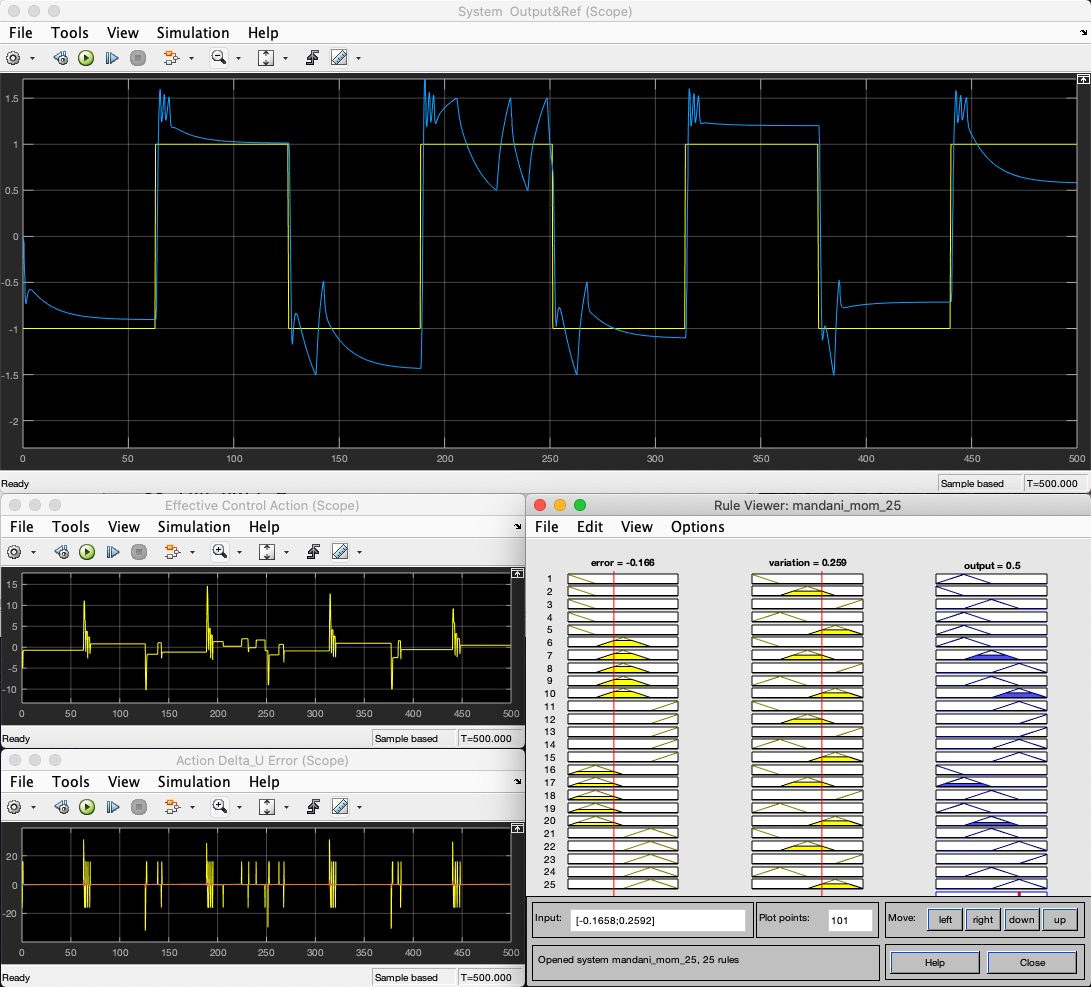 System Output&Ref (Scope)
File Tools View Simulation Help
1.5
1
0.5
0
-0.5
-1
-1.5
-2
0 50 100 150 200 250 300 350 400 450 500
Ready Sample based T=500.000
Effective Control Action (Scope)
File Tools View Simulation Help
15
10
5
0
-5
-10
0 50 100 150 200 250 300 350 400 450 500
Ready Sample based T=500.000
Action Delta_U Error (Scope)
File Tools View Simulation Help
20
0
-20
0 50 100 150 200 250 300 350 400 450 500
Ready Sample based T=500.000
Rule Viewer: mandani_mom_25
File Edit View Options
error = -0.166 variation = 0.259 output = 0.5
1
2
3
4
5
6
7
8
9
10
11
12
13
14
15
16
17
18
19
20
21
22
23
24
25
Input: [-0.1658;0.2592] Plot points: 101 Move: left right down up
Opened system mandani_mom_25, 25 rules Help Close